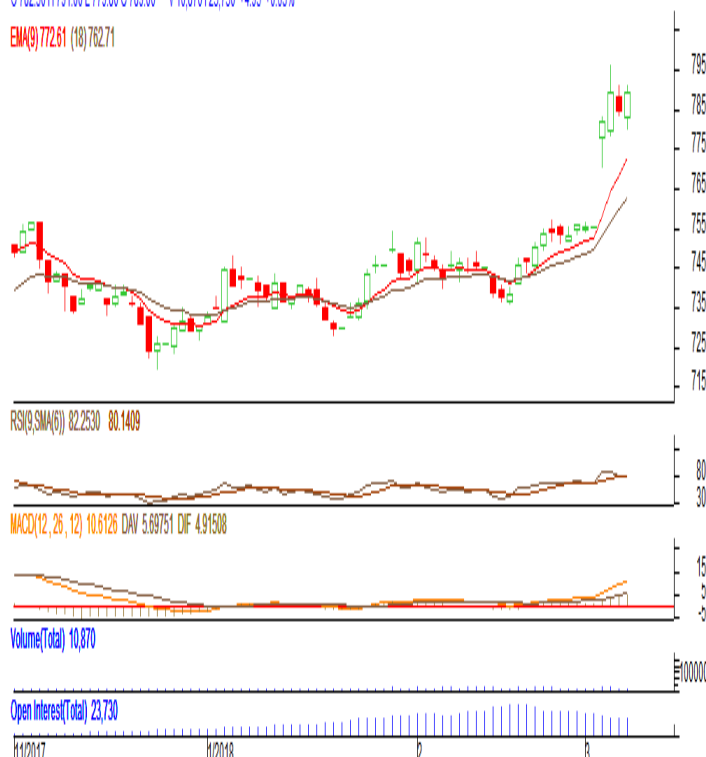 EMA(9) 772.61 (18) 762.71
795
785
775
765
755
745
735
725
715
RSI(9,SMA(6)) 82.2530 80.1409
80
30
MACD(12, 26, 12) 10.6126 DAV 5.69751 DIF 4.91508
15
5
-5
Volume(Total) 10,870
100000
Open Interest(Total) 23,730
11/2017 1/2018 2 3